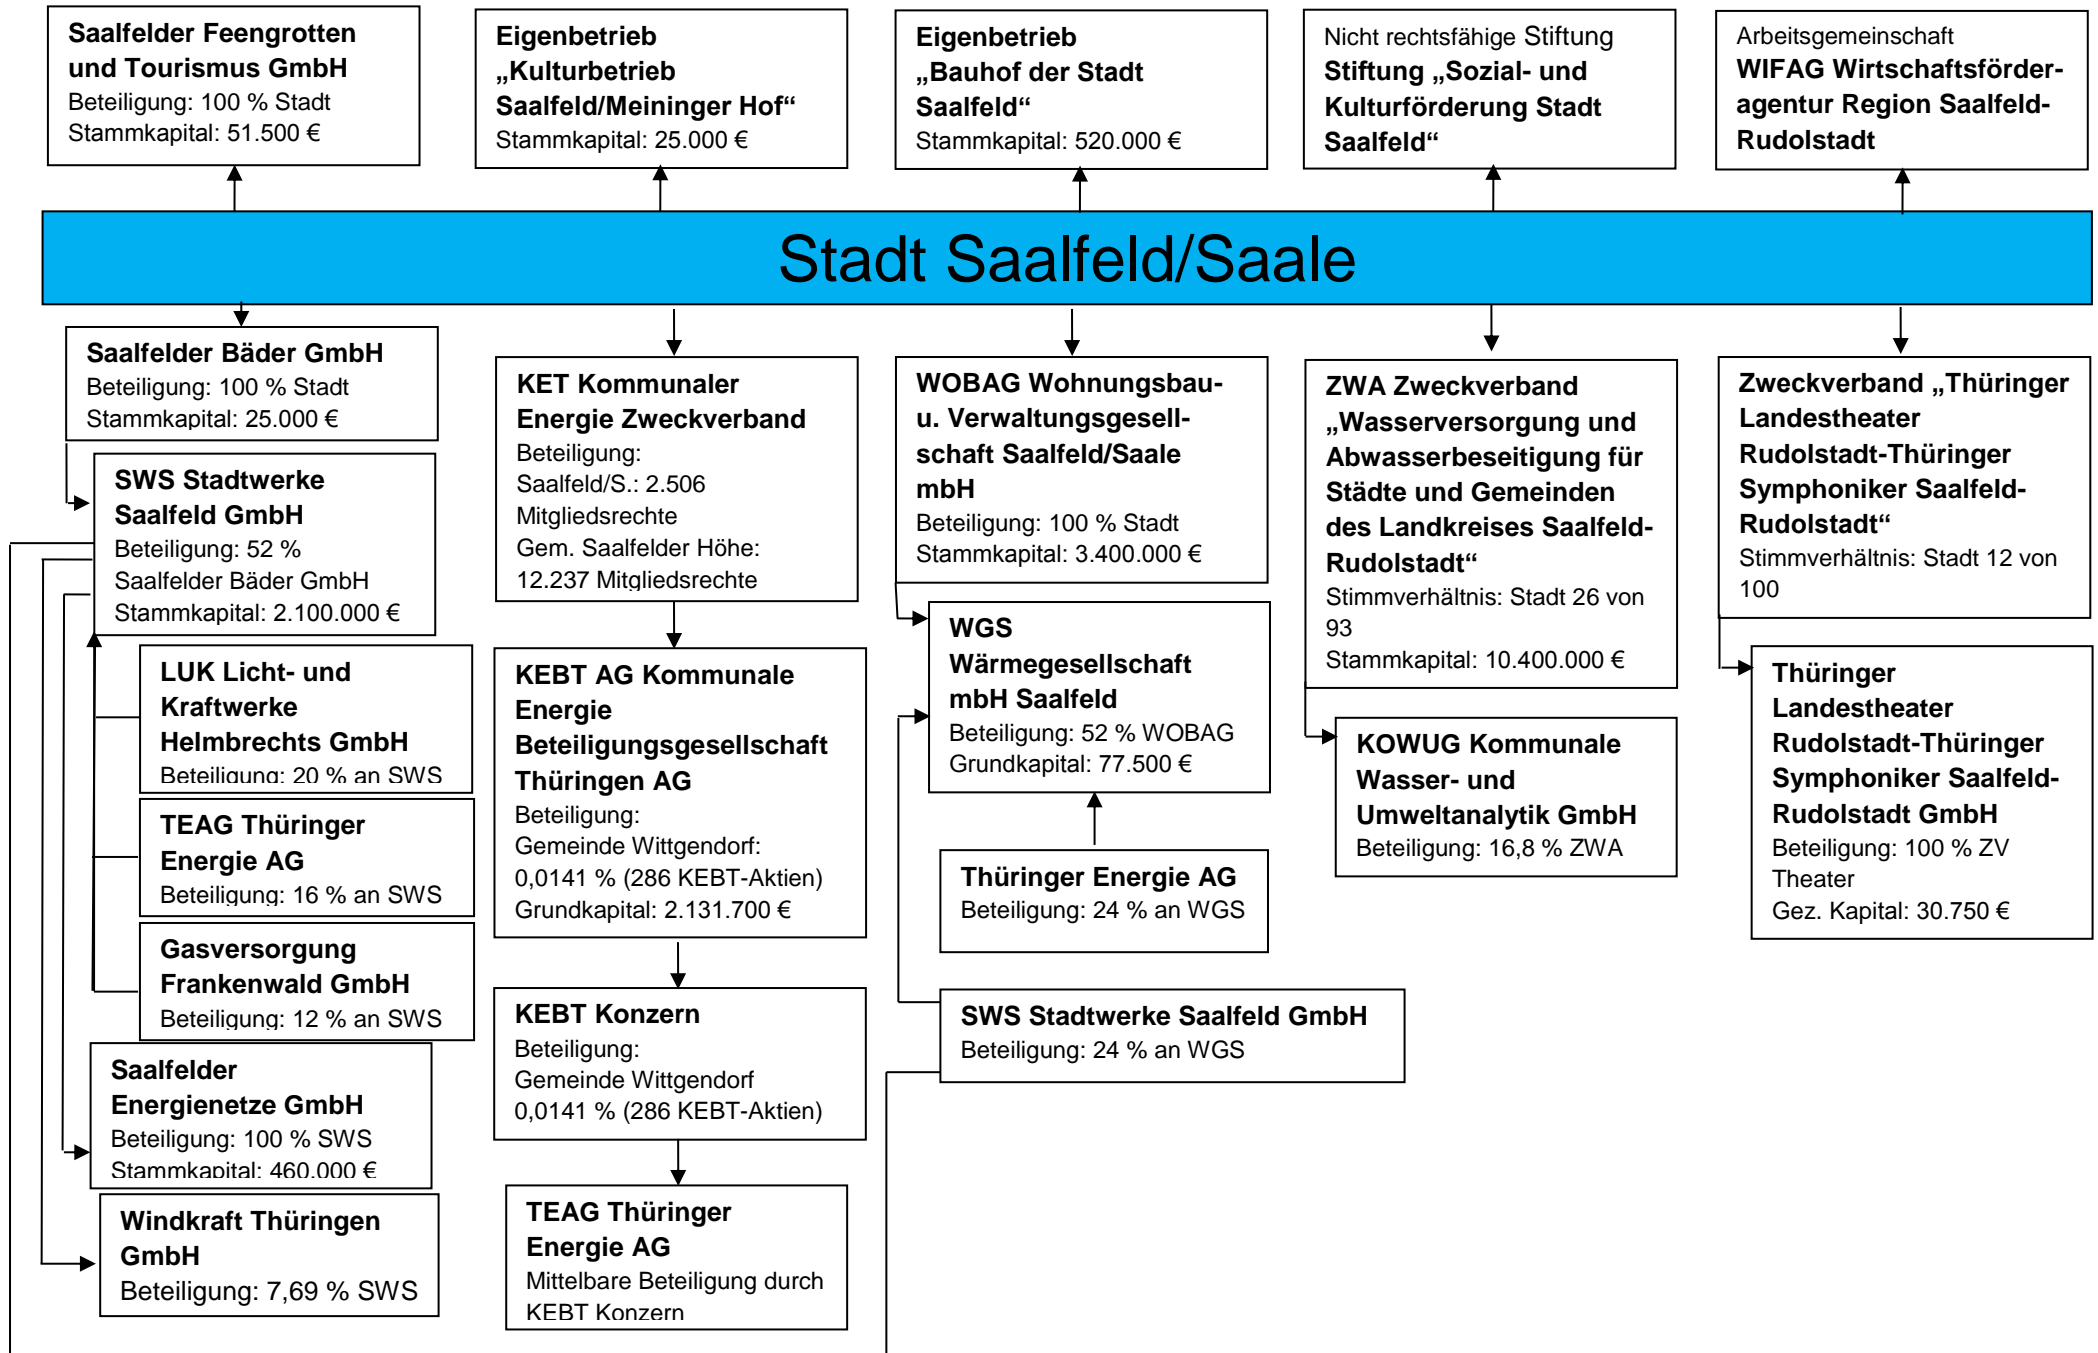 Saalfelder Feengrotten
und Tourismus GmbH
Beteiligung: 100 % Stadt
Stammkapital: 51.500 €
Eigenbetrieb
„Kulturbetrieb
Saalfeld/Meininger Hof“
Stammkapital: 25.000 €
Eigenbetrieb
„Bauhof der Stadt
Saalfeld“
Stammkapital: 520.000 €
Nicht rechtsfähige Stiftung
Stiftung „Sozial- und
Kulturförderung Stadt
Saalfeld“
Arbeitsgemeinschaft
WIFAG Wirtschaftsförder-
agentur Region Saalfeld-
Rudolstadt
Stadt Saalfeld/Saale
Saalfelder Bäder GmbH
Beteiligung: 100 % Stadt
Stammkapital: 25.000 €
SWS Stadtwerke
Saalfeld GmbH
Beteiligung: 52 %
Saalfelder Bäder GmbH
Stammkapital: 2.100.000 €
LUK Licht- und
Kraftwerke
Helmbrechts GmbH
Beteiligung: 20 % an SWS
TEAG Thüringer
Energie AG
Beteiligung: 16 % an SWS
Gasversorgung
Frankenwald GmbH
Beteiligung: 12 % an SWS
Saalfelder
Energienetze GmbH
Beteiligung: 100 % SWS
Stammkapital: 460.000 €
Windkraft Thüringen
GmbH
Beteiligung: 7,69 % SWS
KET Kommunaler
Energie Zweckverband
Beteiligung:
Saalfeld/S.: 2.506
Mitgliedsrechte
Gem. Saalfelder Höhe:
12.237 Mitgliedsrechte
KEBT AG Kommunale
Energie
Beteiligungsgesellschaft
Thüringen AG
Beteiligung:
Gemeinde Wittgendorf:
0,0141 % (286 KEBT-Aktien)
Grundkapital: 2.131.700 €
KEBT Konzern
Beteiligung:
Gemeinde Wittgendorf
0,0141 % (286 KEBT-Aktien)
TEAG Thüringer
Energie AG
Mittelbare Beteiligung durch
KEBT Konzern
WOBAG Wohnungsbau-
u. Verwaltungsgesell-
schaft Saalfeld/Saale
mbH
Beteiligung: 100 % Stadt
Stammkapital: 3.400.000 €
WGS
Wärmegesellschaft
mbH Saalfeld
Beteiligung: 52 % WOBAG
Grundkapital: 77.500 €
Thüringer Energie AG
Beteiligung: 24 % an WGS
SWS Stadtwerke Saalfeld GmbH
Beteiligung: 24 % an WGS
ZWA Zweckverband
„Wasserversorgung und
Abwasserbeseitigung für
Städte und Gemeinden
des Landkreises Saalfeld-
Rudolstadt“
Stimmverhältnis: Stadt 26 von
93
Stammkapital: 10.400.000 €
KOWUG Kommunale
Wasser- und
Umweltanalytik GmbH
Beteiligung: 16,8 % ZWA
Zweckverband „Thüringer
Landestheater
Rudolstadt-Thüringer
Symphoniker Saalfeld-
Rudolstadt“
Stimmverhältnis: Stadt 12 von
100
Thüringer
Landestheater
Rudolstadt-Thüringer
Symphoniker Saalfeld-
Rudolstadt GmbH
Beteiligung: 100 % ZV
Theater
Gez. Kapital: 30.750 €